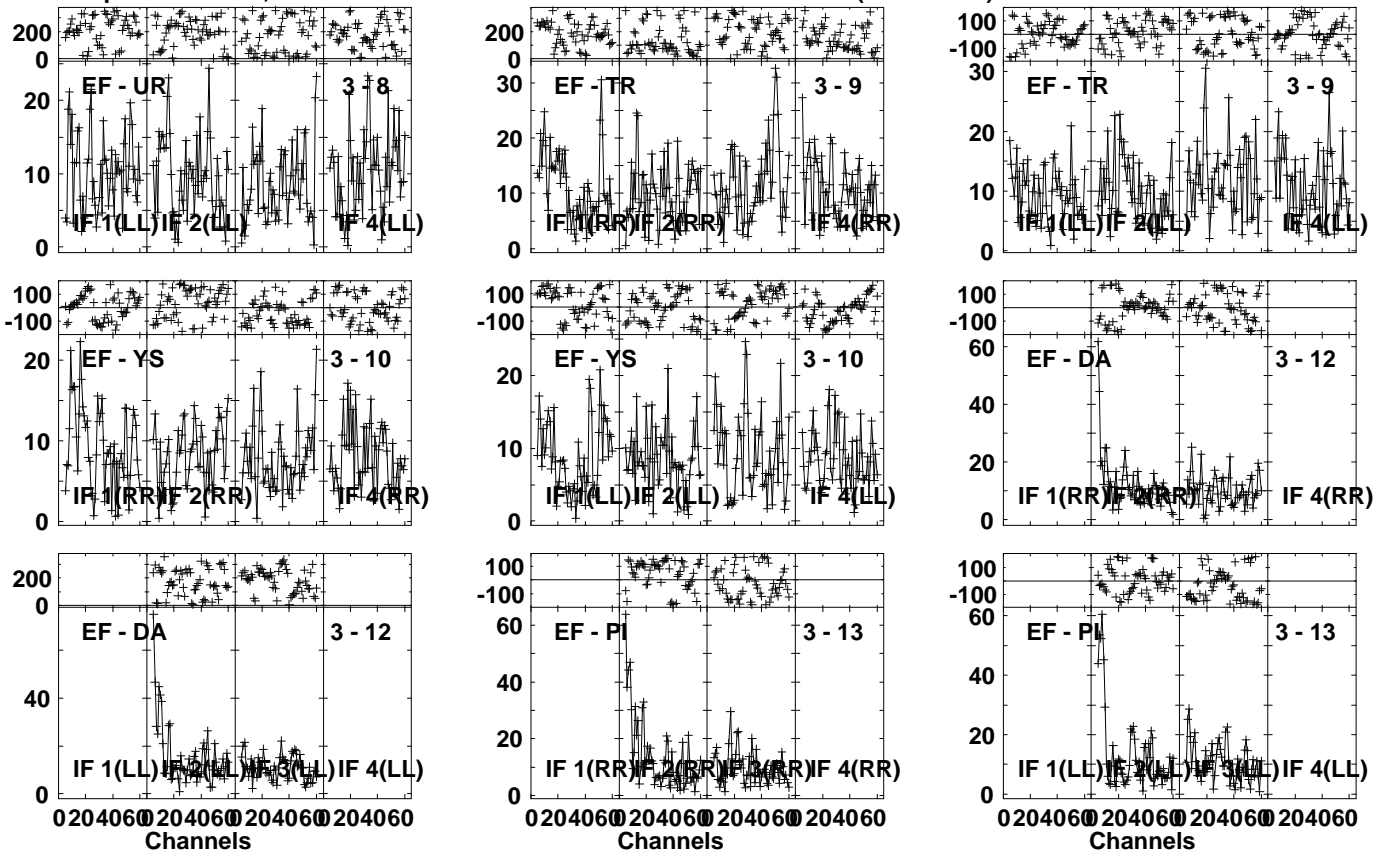 200
0
EF - UR
3 - 8
20
10
0
IF 1(LL)
IF 2(LL)
IF 4(LL)
200
0
EF - TR
3 - 9
30
20
10
0
IF 1(RR)
IF 2(RR)
IF 4(RR)
100
-100
EF - TR
3 - 9
30
20
10
0
IF 1(LL)
IF 2(LL)
IF 4(LL)
100
-100
EF - YS
3 - 10
20
10
0
IF 1(RR)
IF 2(RR)
IF 4(RR)
100
-100
EF - YS
3 - 10
20
10
0
IF 1(LL)
IF 2(LL)
IF 4(LL)
100
-100
EF - DA
3 - 12
60
40
20
0
IF 1(RR)
IF 2(RR)
IF 4(RR)
200
0
EF - DA
3 - 12
40
0
IF 1(LL)
IF 2(LL)
IF 3(LL)
IF 4(LL)
0 20 40 60 0 20 40 60 0 20 40 60 0 20 40 60
Channels
100
-100
EF - PI
3 - 13
60
40
20
0
IF 1(RR)
IF 2(RR)
IF 3(RR)
IF 4(RR)
0 20 40 60 0 20 40 60 0 20 40 60 0 20 40 60
Channels
100
-100
EF - PI
3 - 13
60
40
20
0
IF 1(LL)
IF 2(LL)
IF 3(LL)
IF 4(LL)
0 20 40 60 0 20 40 60 0 20 40 60 0 20 40 60
Channels